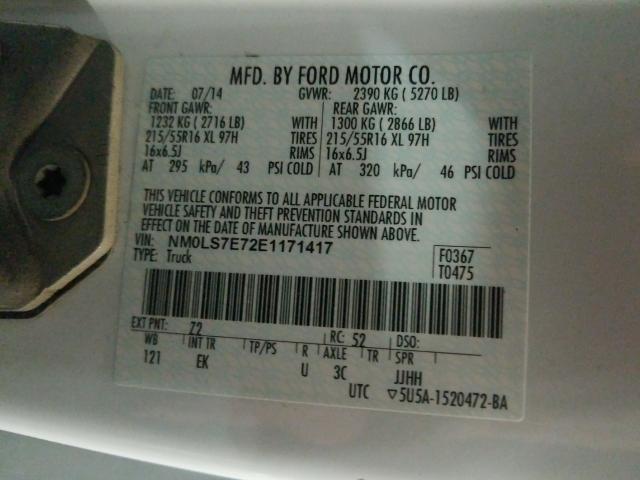 MFD. BY FORD MOTOR CO.
DATE: 07/14 GVWR: 2390 KG ( 5270 LB)
FRONT GAWR: REAR GAWR:
1232 KG ( 2716 LB) WITH 1300 KG ( 2866 LB) WITH
215/55R16 XL 97H TIRES 215/55R16 XL 97H TIRES
16x6.5J RIMS 16x6.5J RIMS
AT 295 kPa/ 43 PSI COLD AT 320 kPa/ 46 PSI COLD
THIS VEHICLE CONFORMS TO ALL APPLICABLE FEDERAL MOTOR
VEHICLE SAFETY AND THEFT PREVENTION STANDARDS IN
EFFECT ON THE DATE OF MANUFACTURE SHOWN ABOVE.
VIN: NM0LS7E72E1171417 F0367
TYPE: Truck T0475
EXT PNT: Z2 RC: 52 DSO:
WB INT TR TP/PS R AXLE TR SPR
121 EK U 3C JJHH
UTC ▽5U5A-1520472-BA